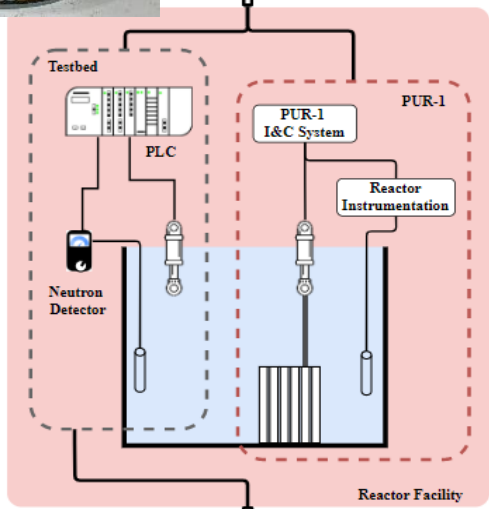 Testbed
PLC
Neutron
Detector
PUR-1
PUR-1
I&C System
Reactor
Instrumentation
Reactor Facility